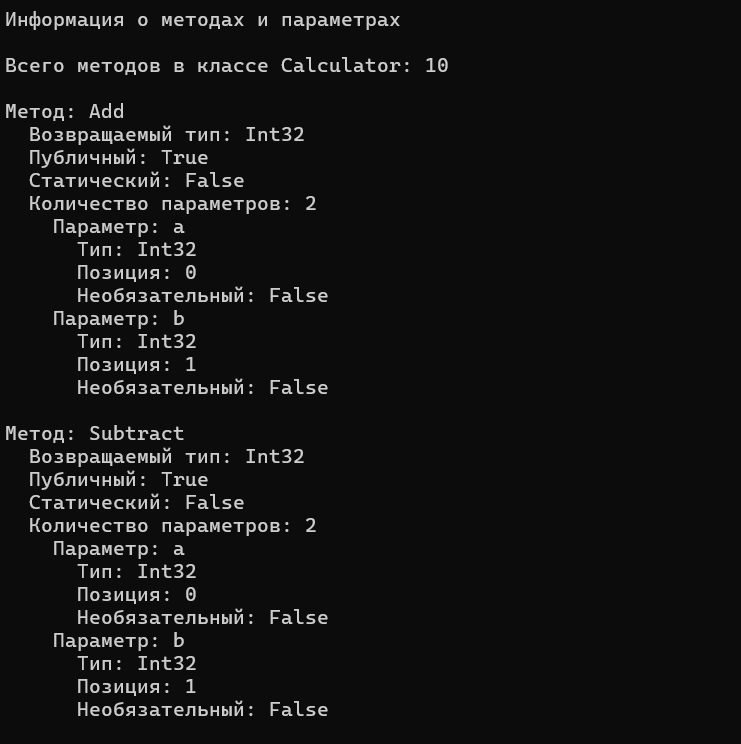 Информация о методах и параметрах
Всего методов в классе Calculator: 10
Метод: Add
Возвращаемый тип: Int32
Публичный: True
Статический: False
Количество параметров: 2
Параметр: a
Тип: Int32
Позиция: 0
Необязательный: False
Параметр: b
Тип: Int32
Позиция: 1
Необязательный: False
Метод: Subtract
Возвращаемый тип: Int32
Публичный: True
Статический: False
Количество параметров: 2
Параметр: a
Тип: Int32
Позиция: 0
Необязательный: False
Параметр: b
Тип: Int32
Позиция: 1
Необязательный: False